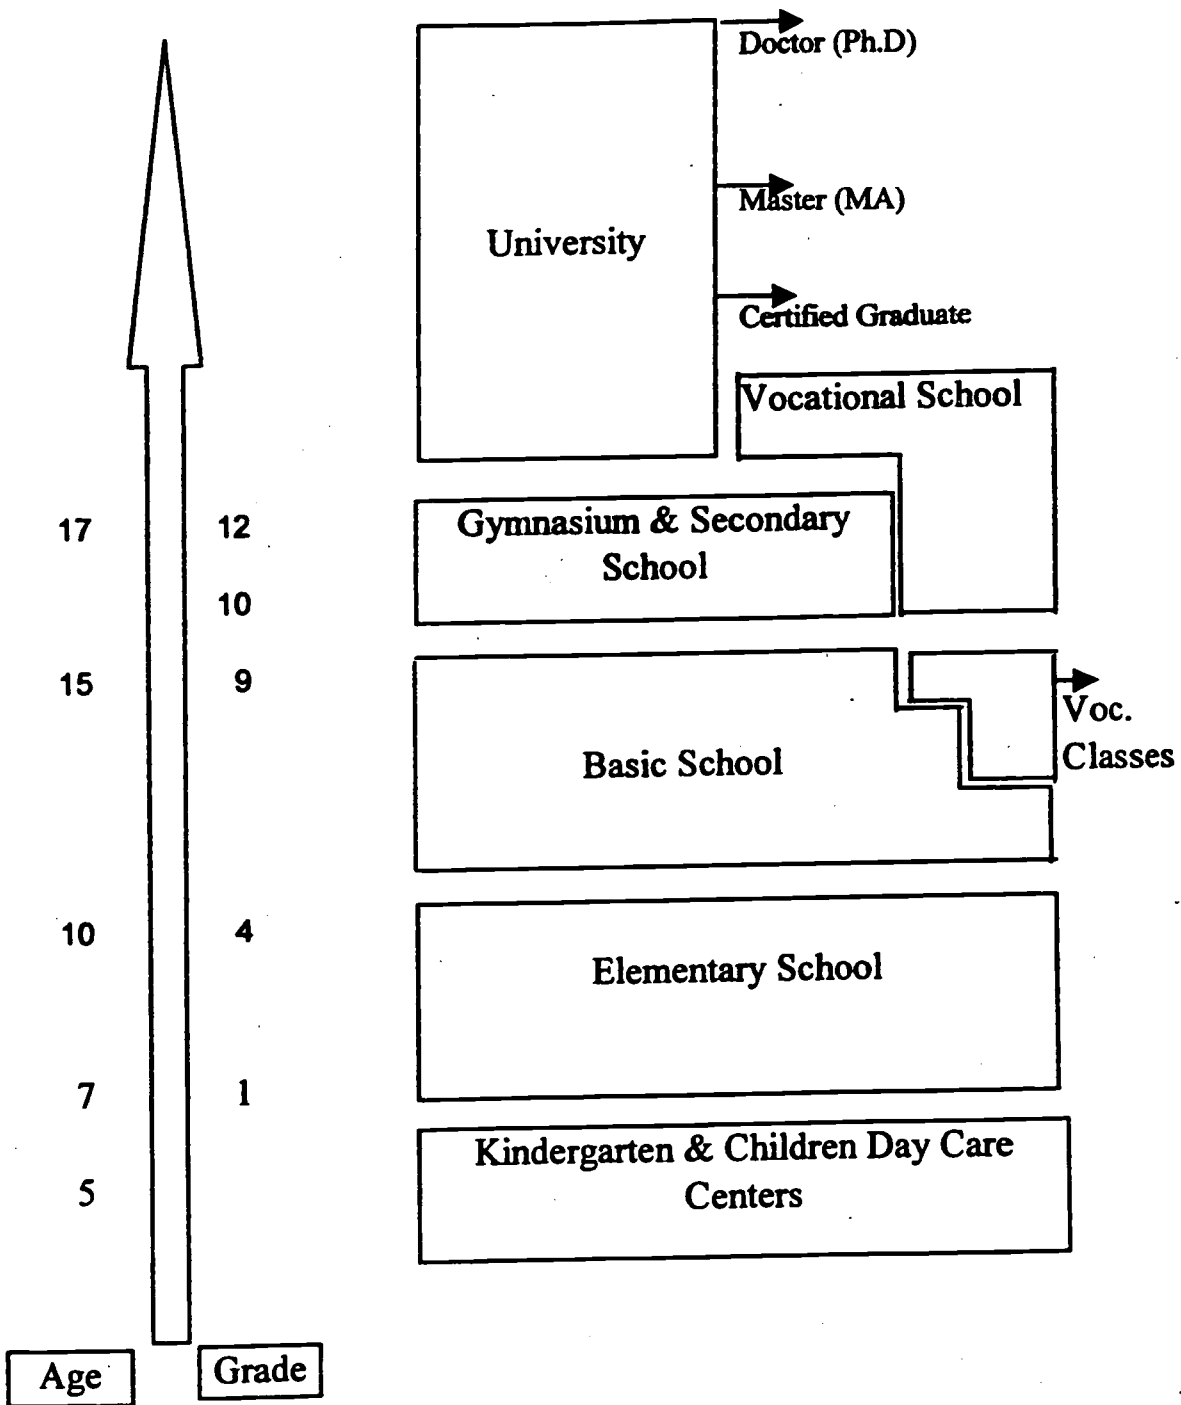 Doctor (Ph.D)
Master (MA)
University
Certified Graduate
Vocational School
17
12
Gymnasium & Secondary
School
10
15
9
Voc.
Classes
Basic School
10
4
Elementary School
7
1
Kindergarten & Children Day Care
Centers
5
Age
Grade